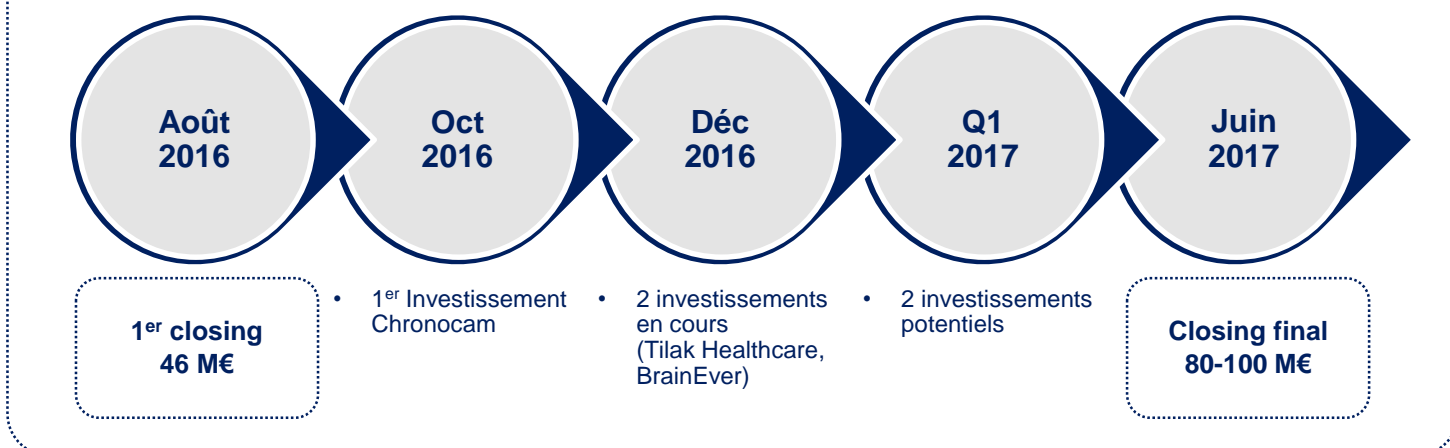 Août
2016
Oct
2016
Déc
2016
Q1
2017
Juin
2017
1er closing
46 M€
• 1er Investissement
Chronocam
• 2 investissements
en cours
(Tilak Healthcare,
BrainEver)
• 2 investissements
potentiels
Closing final
80-100 M€